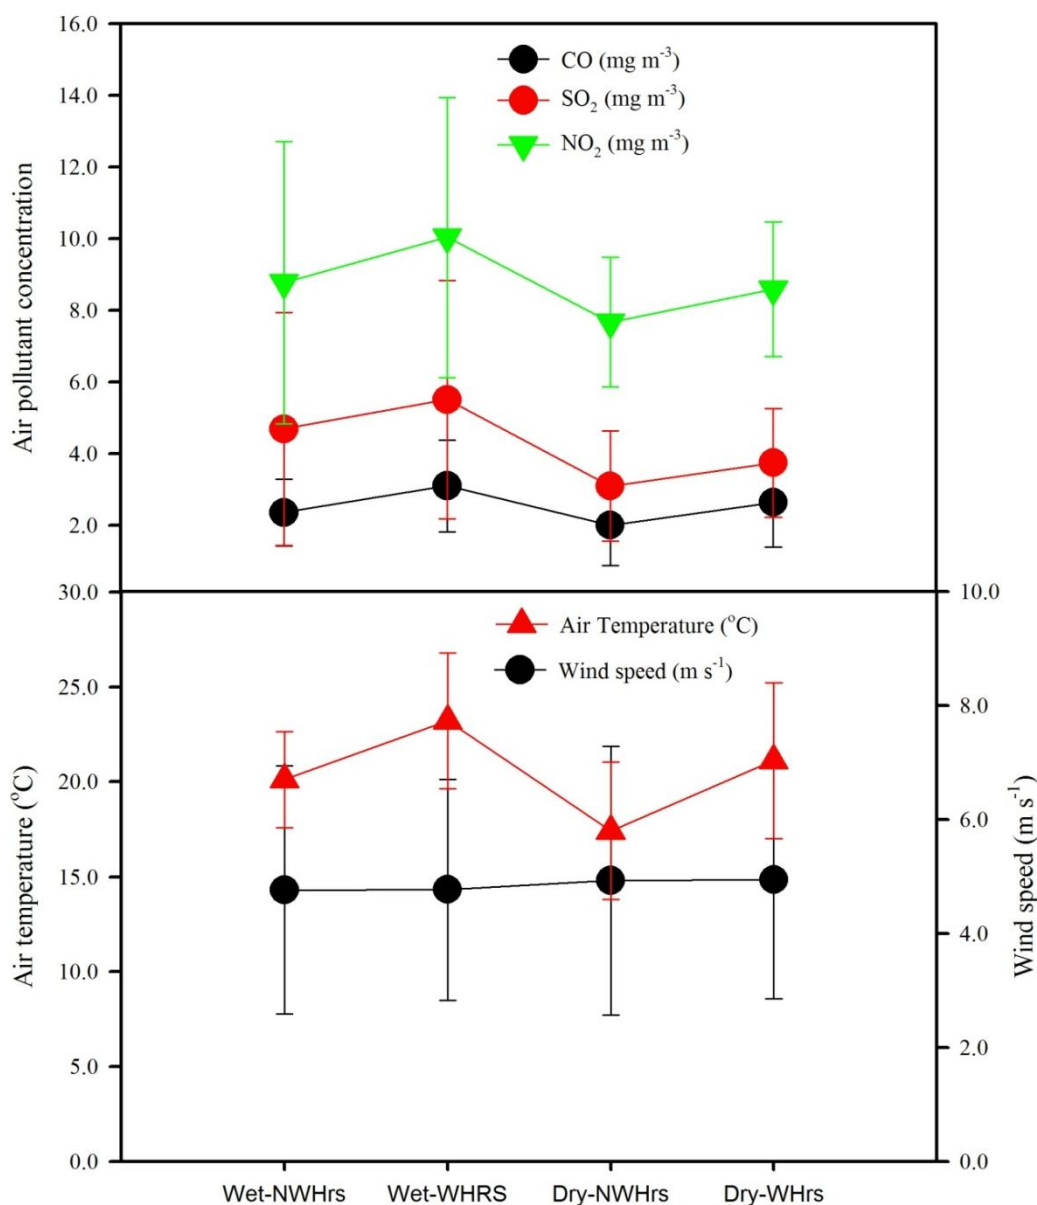 16.0
CO (mg m⁻³)
14.0
SO₂ (mg m⁻³)
NO₂ (mg m⁻³)
12.0
10.0
8.0
6.0
4.0
2.0
Air pollutant concentration
30.0
10.0
Air Temperature (°C)
Wind speed (m s⁻¹)
25.0
8.0
20.0
6.0
15.0
4.0
10.0
5.0
2.0
0.0
0.0
Air temperature (°C)
Wind speed (m s⁻¹)
Wet-NWHrs Wet-WHRS Dry-NWHrs Dry-WHrs